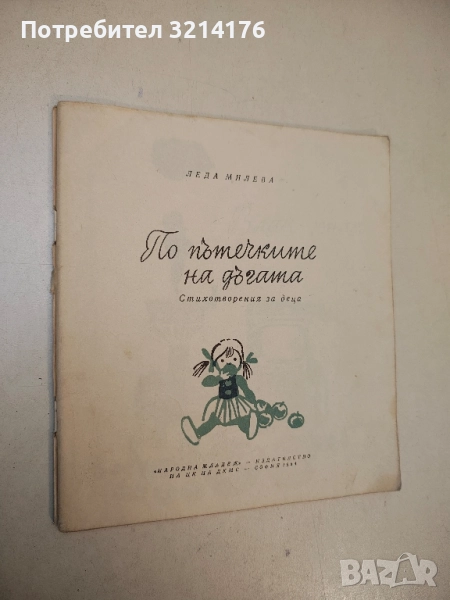 Потребител 3214176
ЛЕДА МИЛЕВА
По пътечките
на дъгата
Стихотворения за деца
«НАРОДНА МЛАДЕЖ» — ИЗДАТЕЛСТВО
НА ЦК НА ДКМС — СОФИЯ
BAZAR